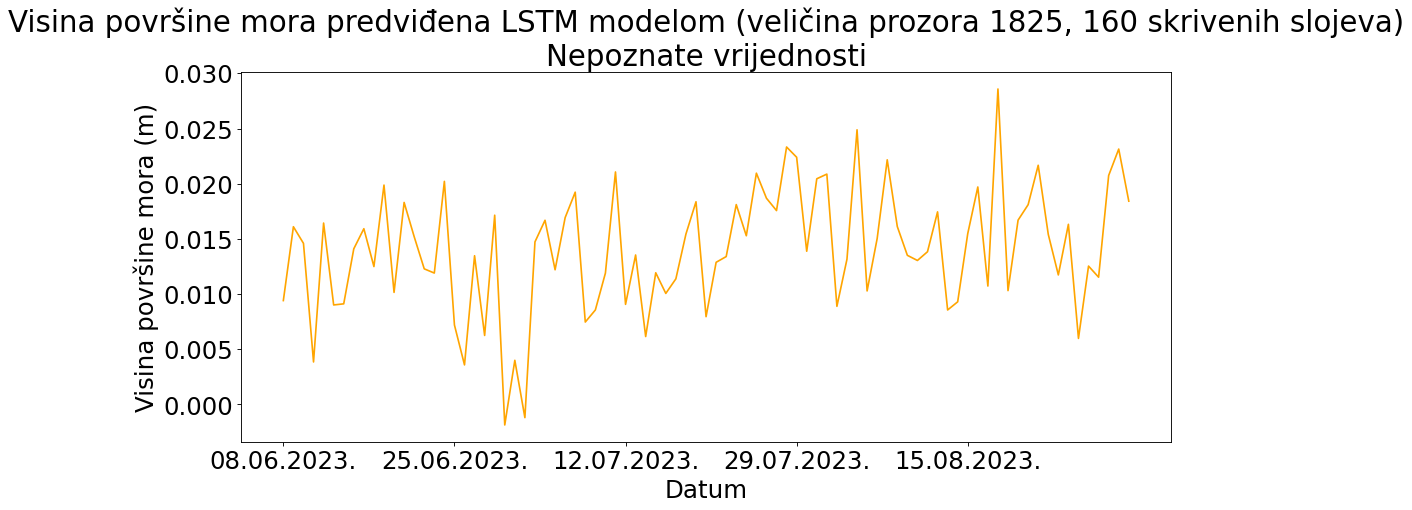 Visina površine mora predviđena LSTM modelom (veličina prozora 1825, 160 skrivenih slojeva)
Nepoznate vrijednosti
0.030
0.025
0.020
0.015
0.010
0.005
0.000
Visina površine mora (m)
08.06.2023. 25.06.2023. 12.07.2023. 29.07.2023. 15.08.2023.
Datum